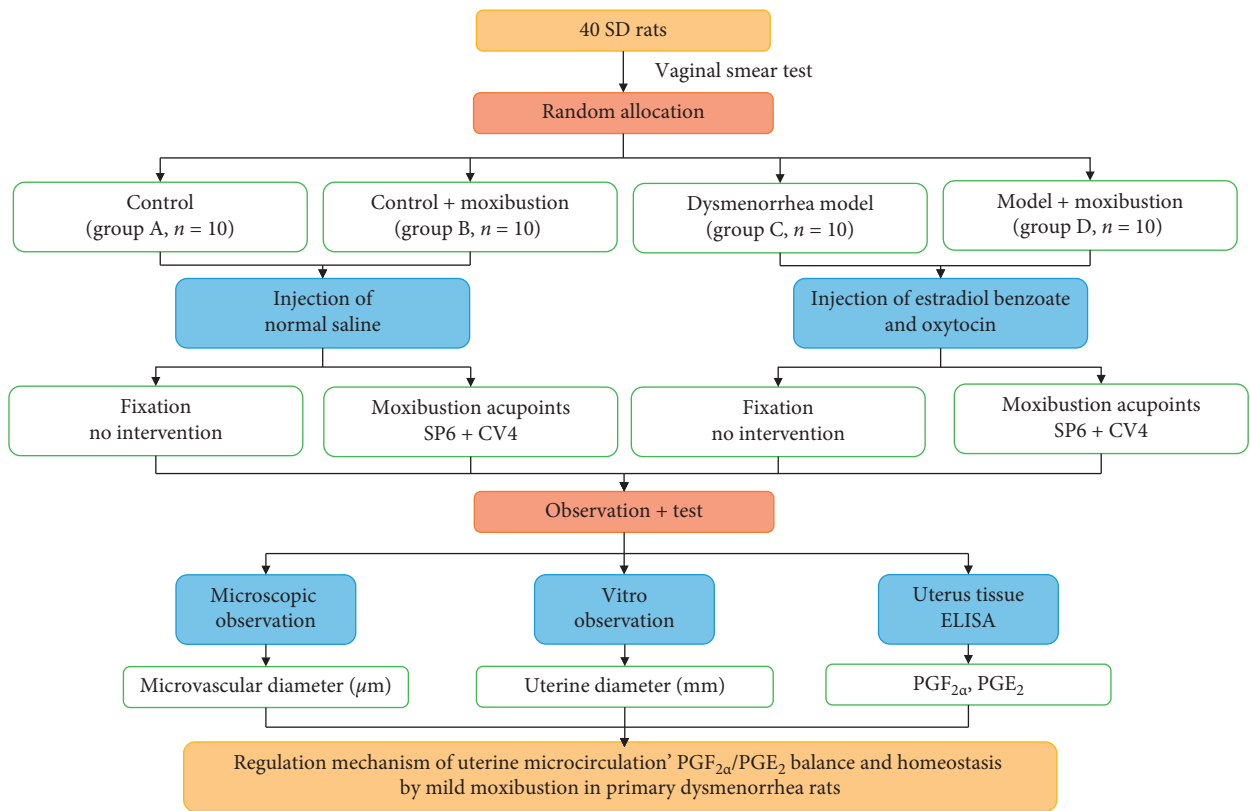 40 SD rats
Vaginal smear test
Random allocation
Control
(group A, n = 10)
Control + moxibustion
(group B, n = 10)
Dysmenorrhea model
(group C, n = 10)
Model + moxibustion
(group D, n = 10)
Injection of
normal saline
Injection of estradiol benzoate
and oxytocin
Fixation
no intervention
Moxibustion acupoints
SP6 + CV4
Fixation
no intervention
Moxibustion acupoints
SP6 + CV4
Observation + test
Microscopic
observation
Vitro
observation
Uterus tissue
ELISA
Microvascular diameter (μm)
Uterine diameter (mm)
PGF2α, PGE2
Regulation mechanism of uterine microcirculation’ PGF2α/PGE2 balance and homeostasis
by mild moxibustion in primary dysmenorrhea rats